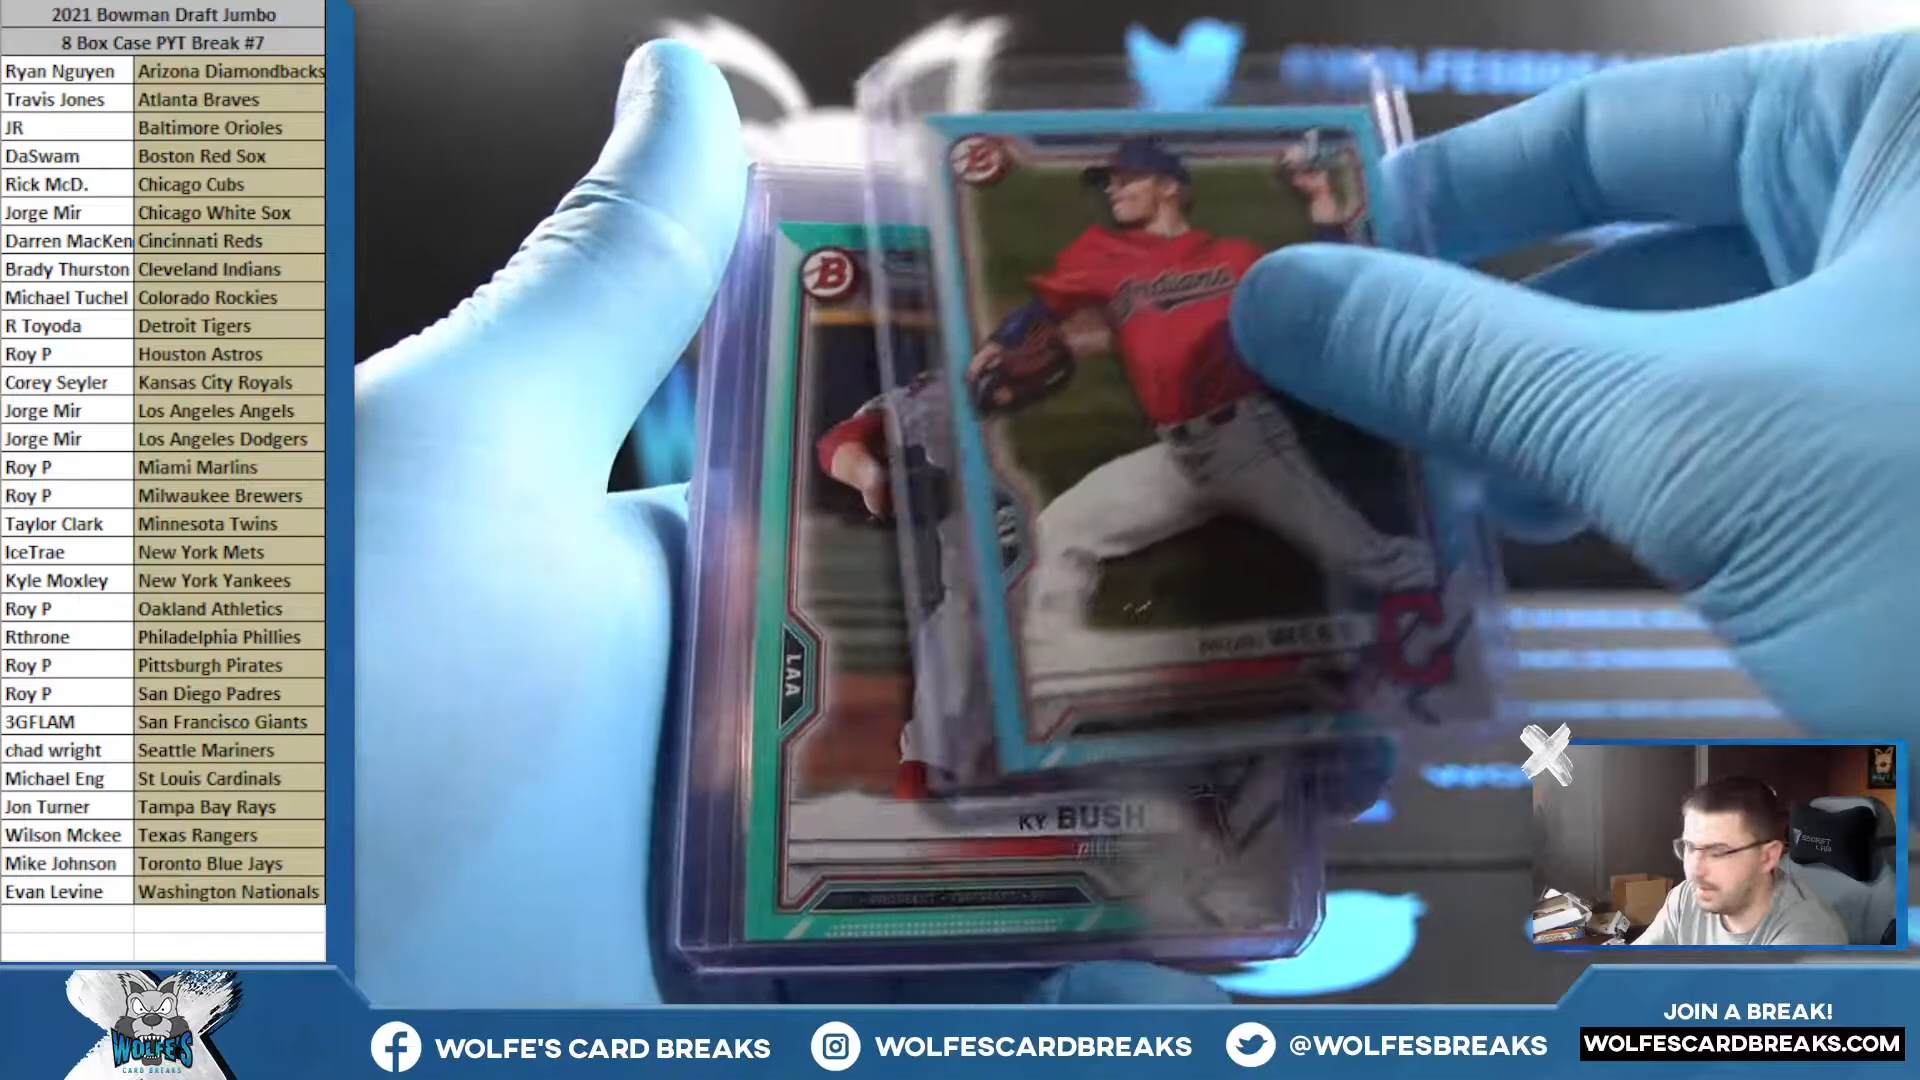 2021 Bowman Draft Jumbo
8 Box Case PYT Break #7
Ryan Nguyen Arizona Diamondbacks
Travis Jones Atlanta Braves
JR Baltimore Orioles
DaSwam Boston Red Sox
Rick McD. Chicago Cubs
Jorge Mir Chicago White Sox
Darren MacKen Cincinnati Reds
Brady Thurston Cleveland Indians
Michael Tuchel Colorado Rockies
R Toyoda Detroit Tigers
Roy P Houston Astros
Corey Seyler Kansas City Royals
Jorge Mir Los Angeles Angels
Jorge Mir Los Angeles Dodgers
Roy P Miami Marlins
Roy P Milwaukee Brewers
Taylor Clark Minnesota Twins
IceTrae New York Mets
Kyle Moxley New York Yankees
Roy P Oakland Athletics
Rthrone Philadelphia Phillies
Roy P Pittsburgh Pirates
Roy P San Diego Padres
3GFLAM San Francisco Giants
chad wright Seattle Mariners
Michael Eng St Louis Cardinals
Jon Turner Tampa Bay Rays
Wilson Mckee Texas Rangers
Mike Johnson Toronto Blue Jays
Evan Levine Washington Nationals
B
Indians
C
B
LAA
KY BUSH
SECRET LAB
WOLFE'S
CARD BREAKS
WOLFE'S CARD BREAKS
WOLFESCARDBREAKS
@WOLFESBREAKS
JOIN A BREAK!
WOLFESCARDBREAKS.COM